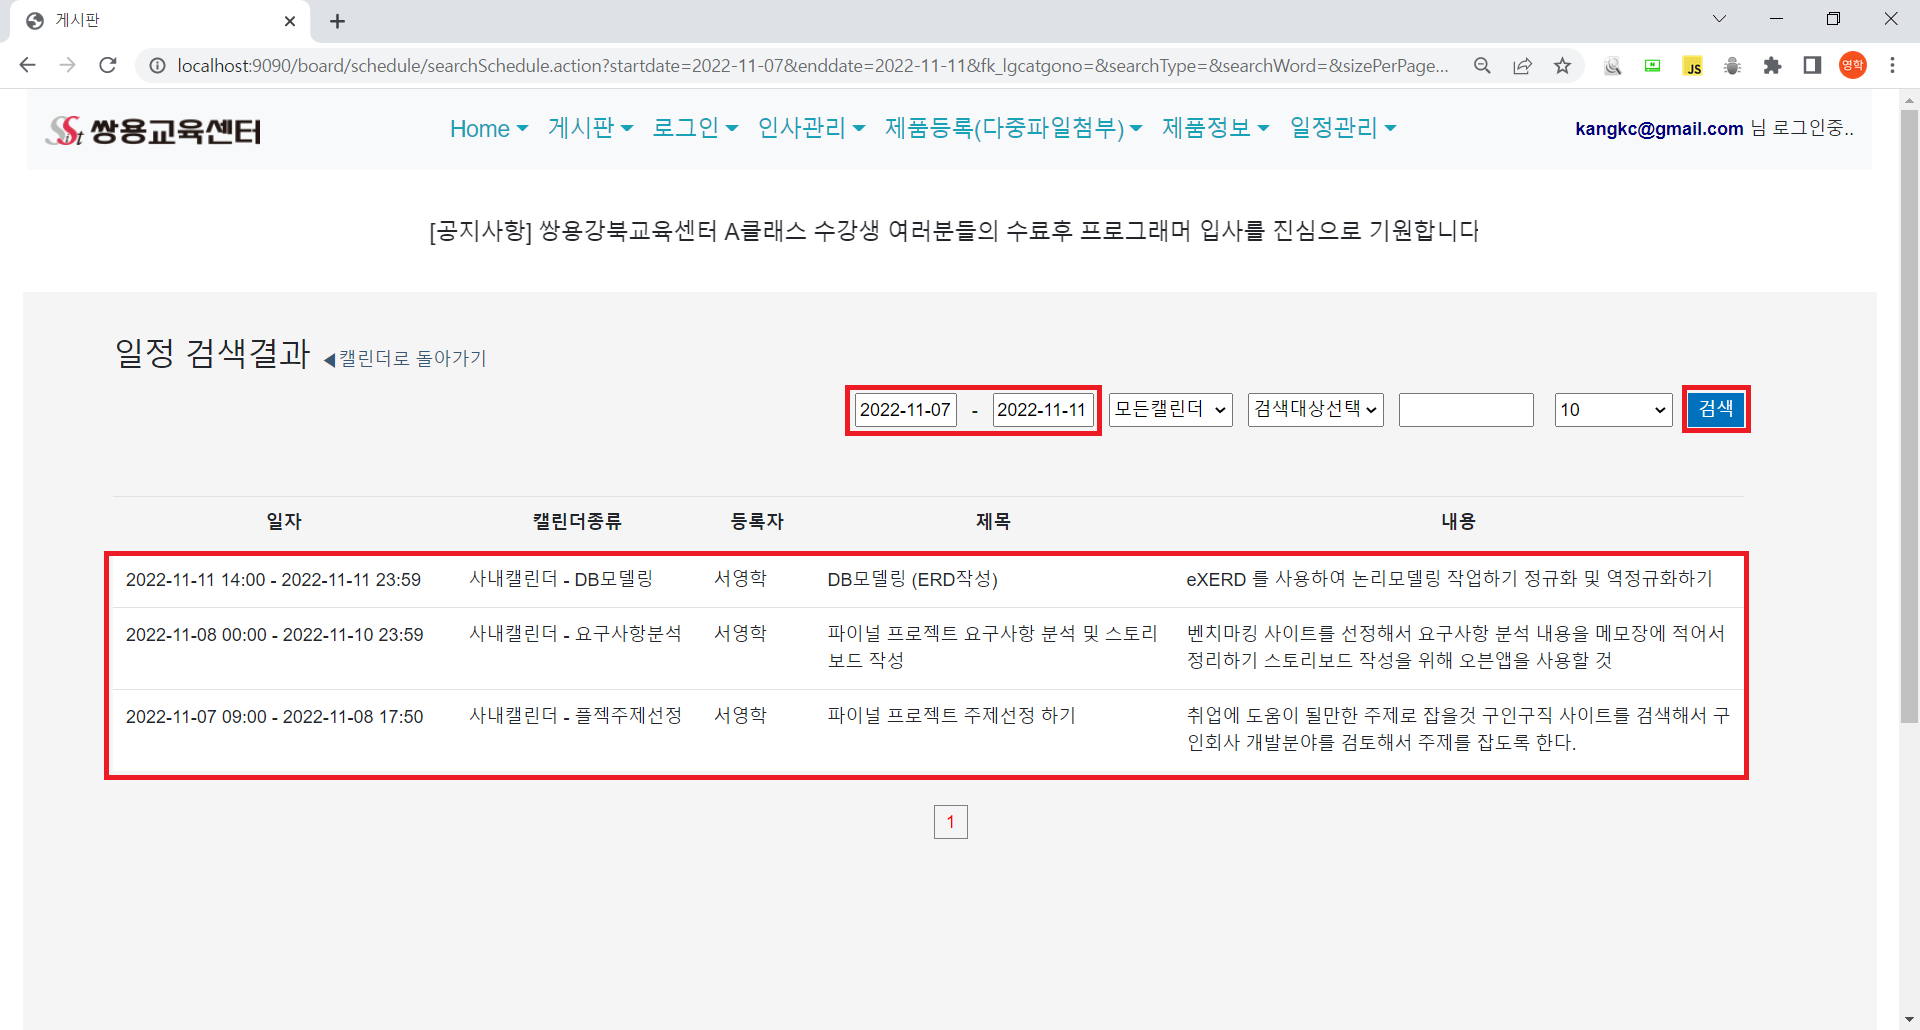 게시판
localhost:9090/board/schedule/searchSchedule.action?startdate=2022-11-07&enddate=2022-11-11&fk_lgcatgono=&searchType=&searchWord=&sizePerPage...
JS
영학
Sist 쌍용교육센터
Home 게시판 로그인 인사관리 제품등록(다중파일첨부) 제품정보 일정관리
kangkc@gmail.com 님 로그인중..
[공지사항] 쌍용강북교육센터 A클래스 수강생 여러분들의 수료후 프로그래머 입사를 진심으로 기원합니다
일정 검색결과 ◀캘린더로 돌아가기
2022-11-07 - 2022-11-11 모든캘린더 검색대상선택 10 검색
일자 캘린더종류 등록자 제목 내용
2022-11-11 14:00 - 2022-11-11 23:59 사내캘린더 - DB모델링 서영학 DB모델링 (ERD작성) eXERD 를 사용하여 논리모델링 작업하기 정규화 및 역정규화하기
2022-11-08 00:00 - 2022-11-10 23:59 사내캘린더 - 요구사항분석 서영학 파이널 프로젝트 요구사항 분석 및 스토리
보드 작성
벤치마킹 사이트를 선정해서 요구사항 분석 내용을 메모장에 적어서
정리하기 스토리보드 작성을 위해 오븐앱을 사용할 것
2022-11-07 09:00 - 2022-11-08 17:50 사내캘린더 - 플젝주제선정 서영학 파이널 프로젝트 주제선정 하기 취업에 도움이 될만한 주제로 잡을것 구인구직 사이트를 검색해서 구
인회사 개발분야를 검토해서 주제를 잡도록 한다.
1